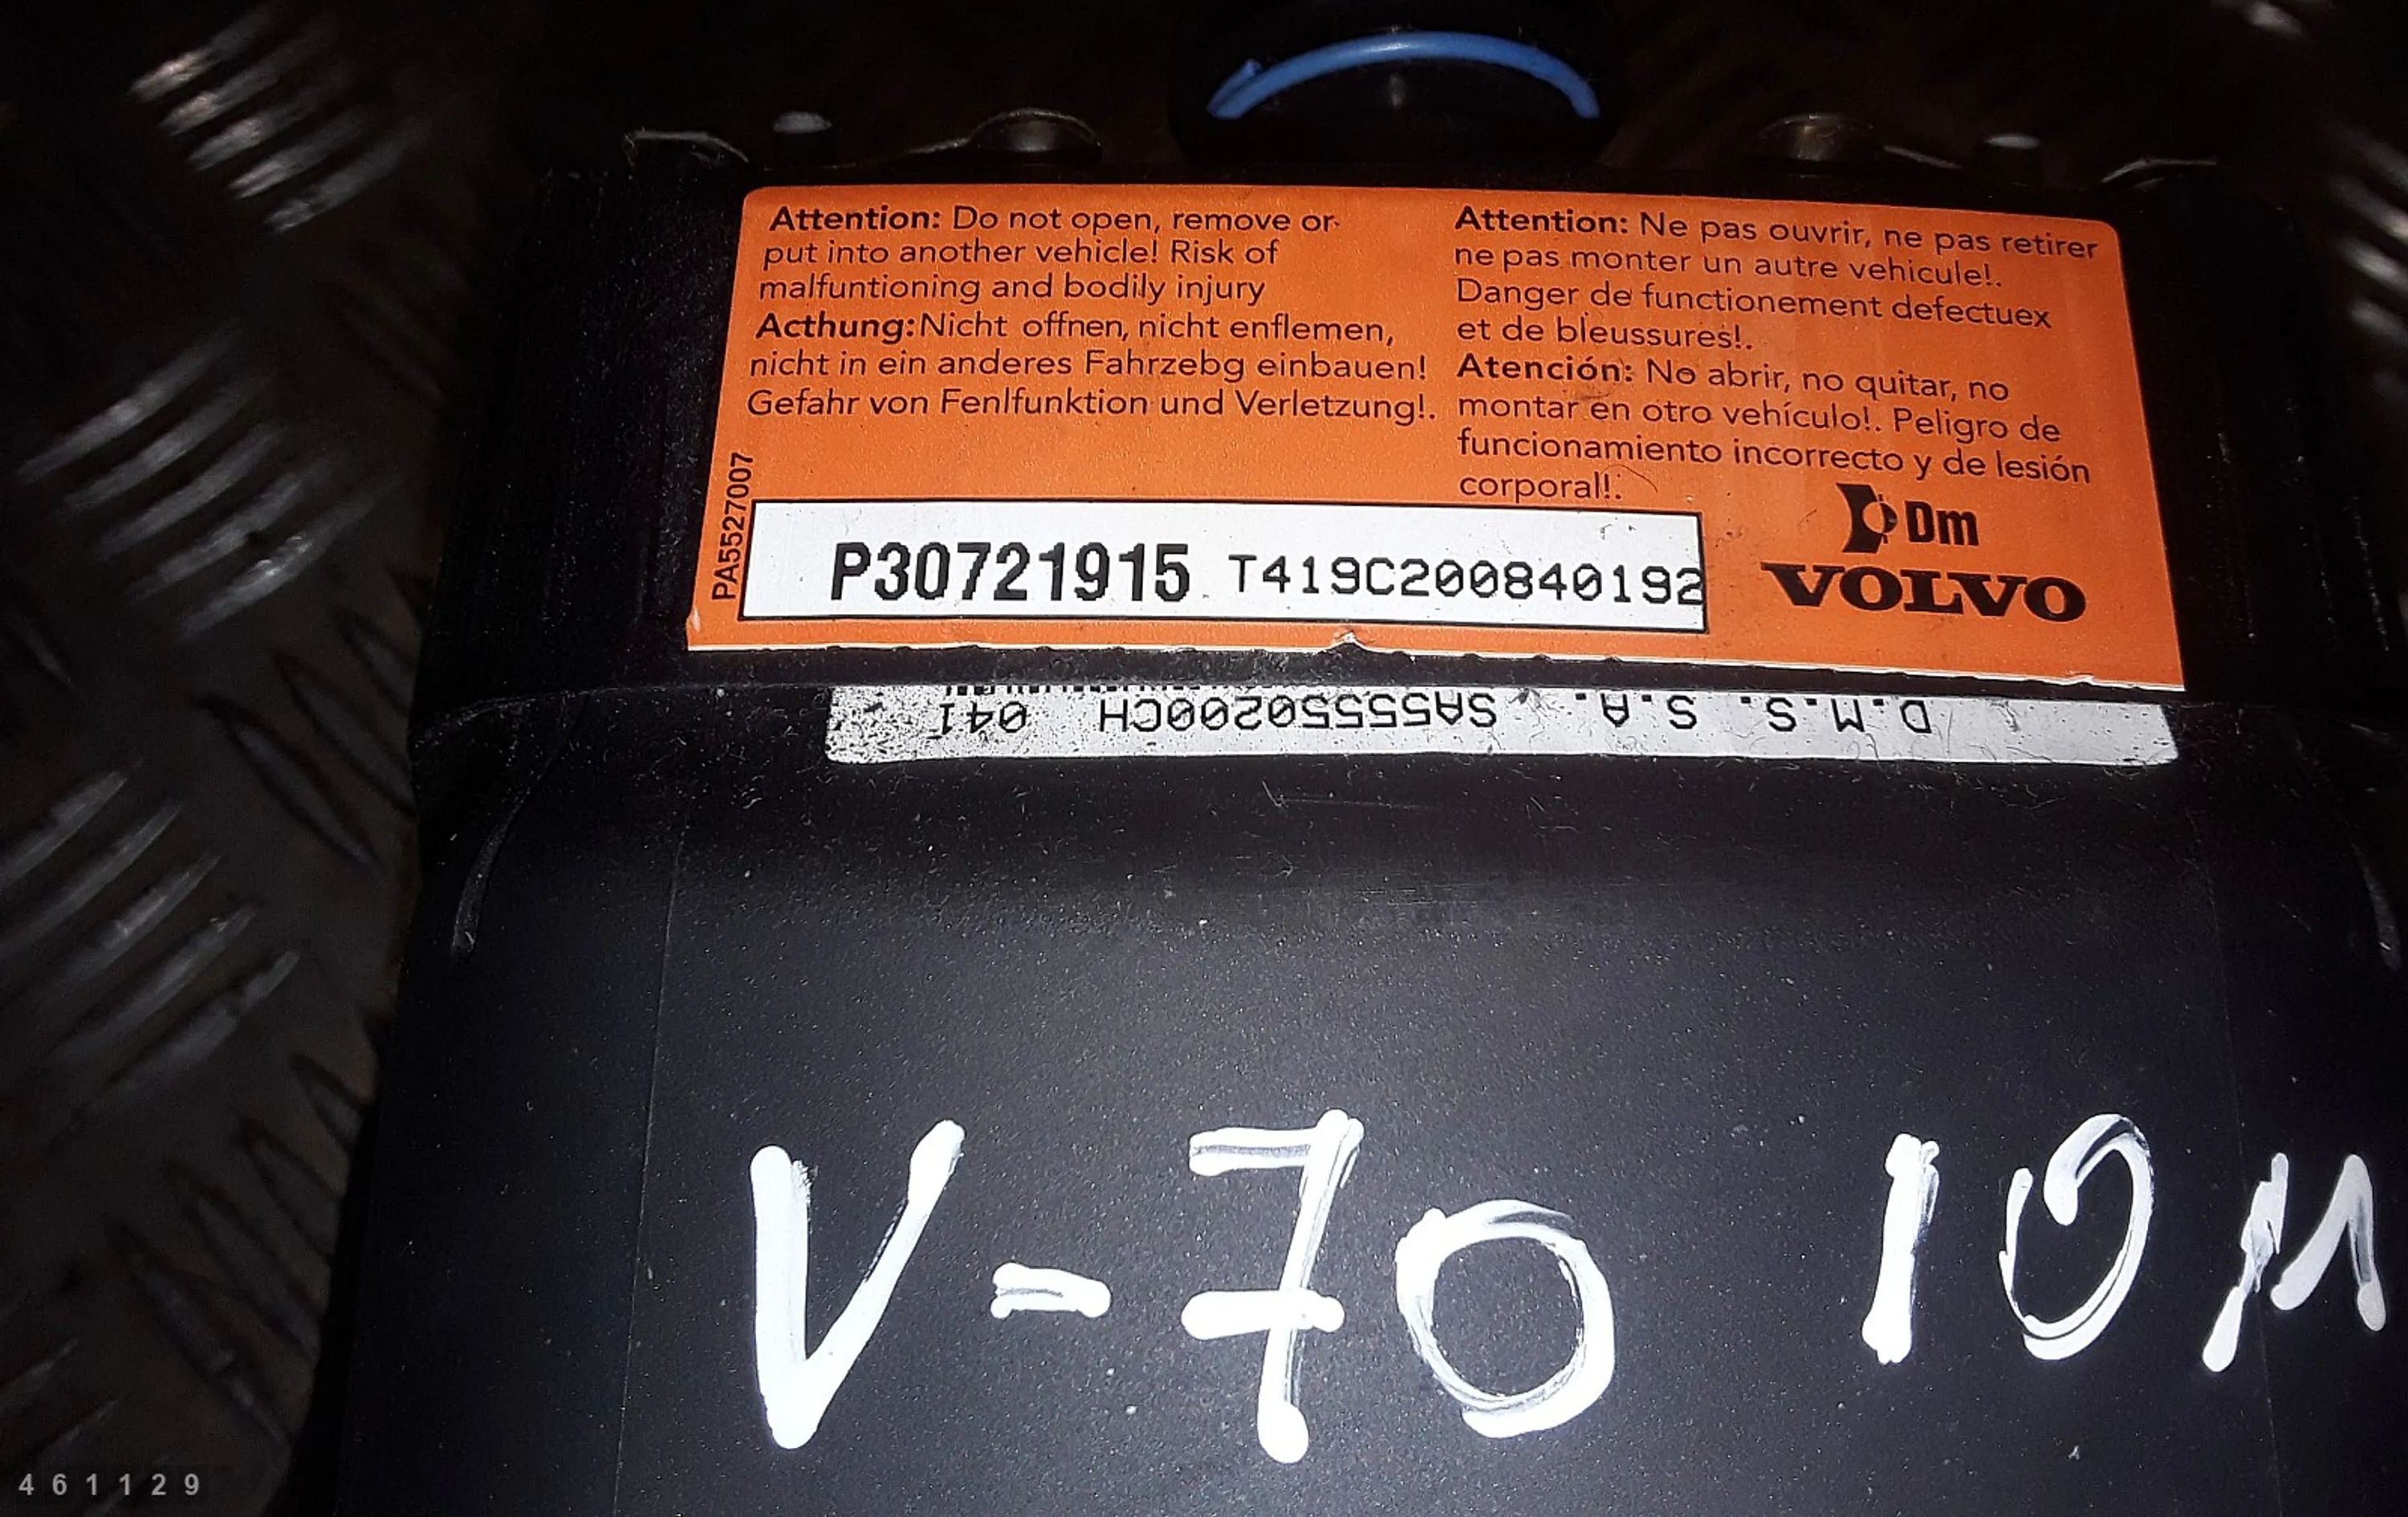 Attention: Do not open, remove or
put into another vehicle! Risk of
malfuntioning and bodily injury
Acthung:Nicht offnen, nicht enflemen,
nicht in ein anderes Fahrzebg einbauen!
Gefahr von Fenlfunktion und Verletzung!.
Attention: Ne pas ouvrir, ne pas retirer
ne pas monter un autre vehicule!.
Danger de functionement defectuex
et de bleussures!.
Atención: No abrir, no quitar, no
montar en otro vehículo!. Peligro de
funcionamiento incorrecto y de lesión
corporal!.
PA5527007
P30721915 T419C200840192
Dm
VOLVO
D.M.S. S.A. SA55550200CH 041
V-70 10M
461129